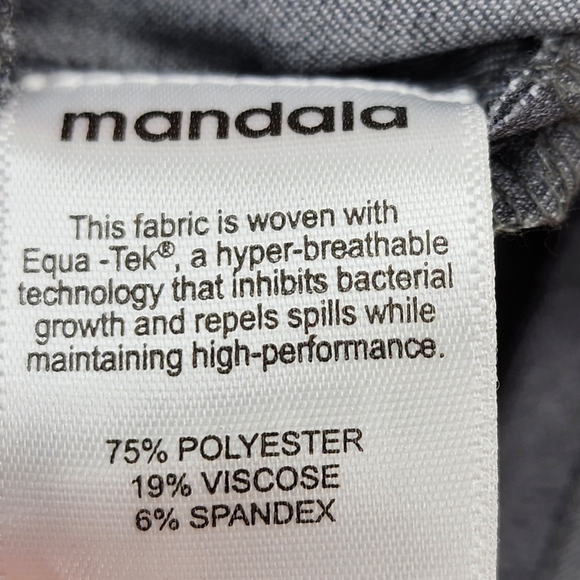 mandala
This fabric is woven with
Equa -Tek®, a hyper-breathable
technology that inhibits bacterial
growth and repels spills while
maintaining high-performance.
75% POLYESTER
19% VISCOSE
6% SPANDEX